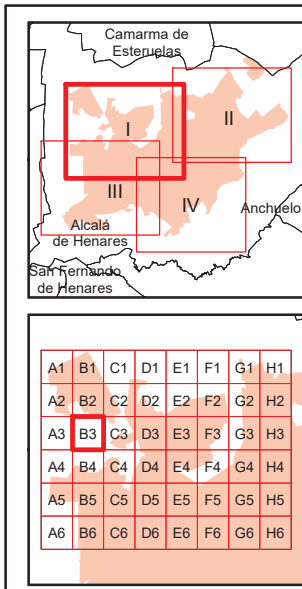 Camarma de
Esteruelas
I
II
III
IV
Anchuelo
Alcalá
de Henares
San Fernando
de Henares
A1 B1 C1 D1 E1 F1 G1 H1
A2 B2 C2 D2 E2 F2 G2 H2
A3 B3 C3 D3 E3 F3 G3 H3
A4 B4 C4 D4 E4 F4 G4 H4
A5 B5 C5 D5 E5 F5 G5 H5
A6 B6 C6 D6 E6 F6 G6 H6